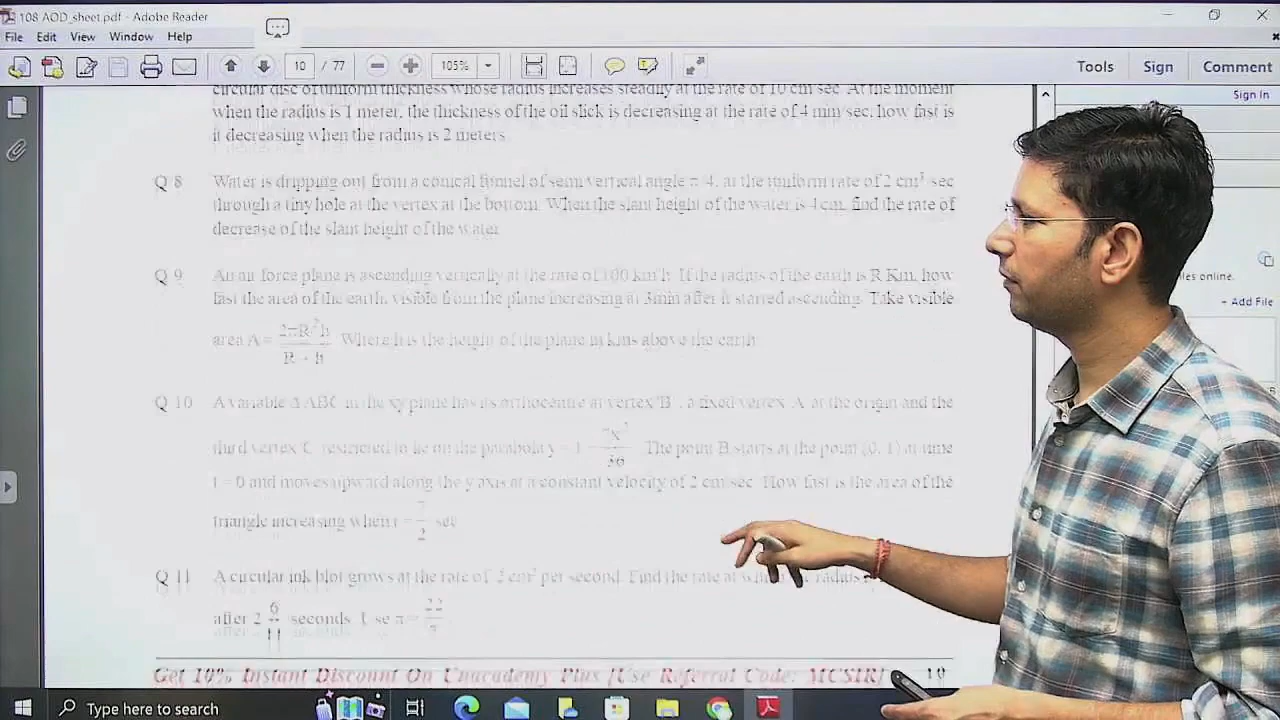 108 AOD_sheet.pdf - Adobe Reader
File Edit View Window Help
10 / 77 105% Tools Sign Comment
Sign In
circular disc of uniform thickness whose radius increases steadily at the rate of 10 cm sec. At the moment
when the radius is 1 meter, the thickness of the oil slick is decreasing at the rate of 4 mm/sec, how fast is
it decreasing when the radius is 2 meters.
Q 8 Water is dripping out from a conical funnel of semi vertical angle π/4, at the uniform rate of 2 cm³ sec
through a tiny hole at the vertex at the bottom. When the slant height of the water is 4 cm, find the rate of
decrease of the slant height of the water.
Q 9 An air force plane is ascending vertically at the rate of 100 km/h. If the radius of the earth is R Km, how
fast the area of the earth, visible from the plane increasing at 3min after it started ascending. Take visible
area A = 2πR²h / R + h Where h is the height of the plane in kms above the earth.
les online.
+ Add File
Q 10 A variable Δ ABC in the xy plane has its orthocentre at vertex 'B', a fixed vertex 'A' at the origin and the
third vertex 'C' restricted to lie on the parabola y = 1 + 7x² / 36 . The point B starts at the point (0, 1) at time
t = 0 and moves upward along the y axis at a constant velocity of 2 cm/sec. How fast is the area of the
triangle increasing when t = 7/2 sec
Q 11 A circular ink blot grows at the rate of 2 cm² per second. Find the rate at radius
after 2 6/11 seconds. Use π = 22/7
Get 10% Instant Discount On Unacademy Plus [Use Referral Code: MCSIR] 10
Type here to search